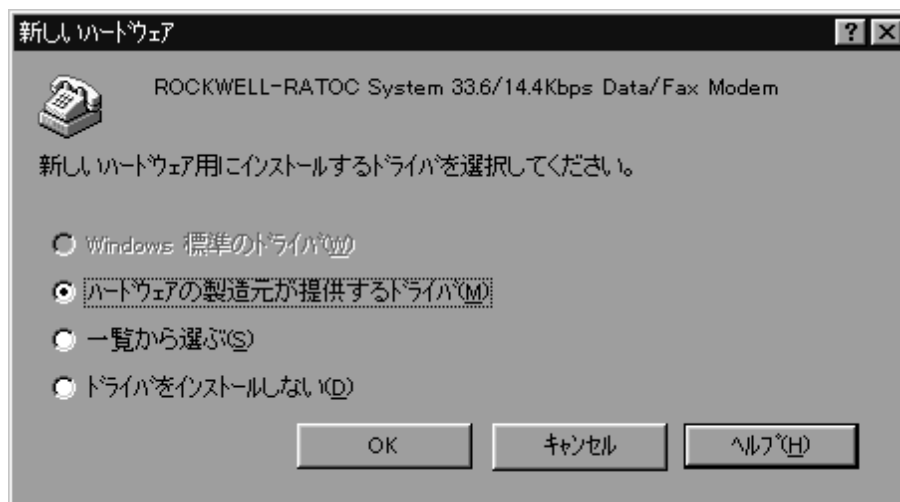 新しいハードウェア
ROCKWELL-RATOC System 33.6/14.4Kbps Data/Fax Modem
新しいハードウェア用にインストールするドライバを選択してください。
Windows 標準のドライバ(W)
ハードウェアの製造元が提供するドライバ(M)
一覧から選ぶ(S)
ドライバをインストールしない(D)
OK キャンセル ヘルプ(H)